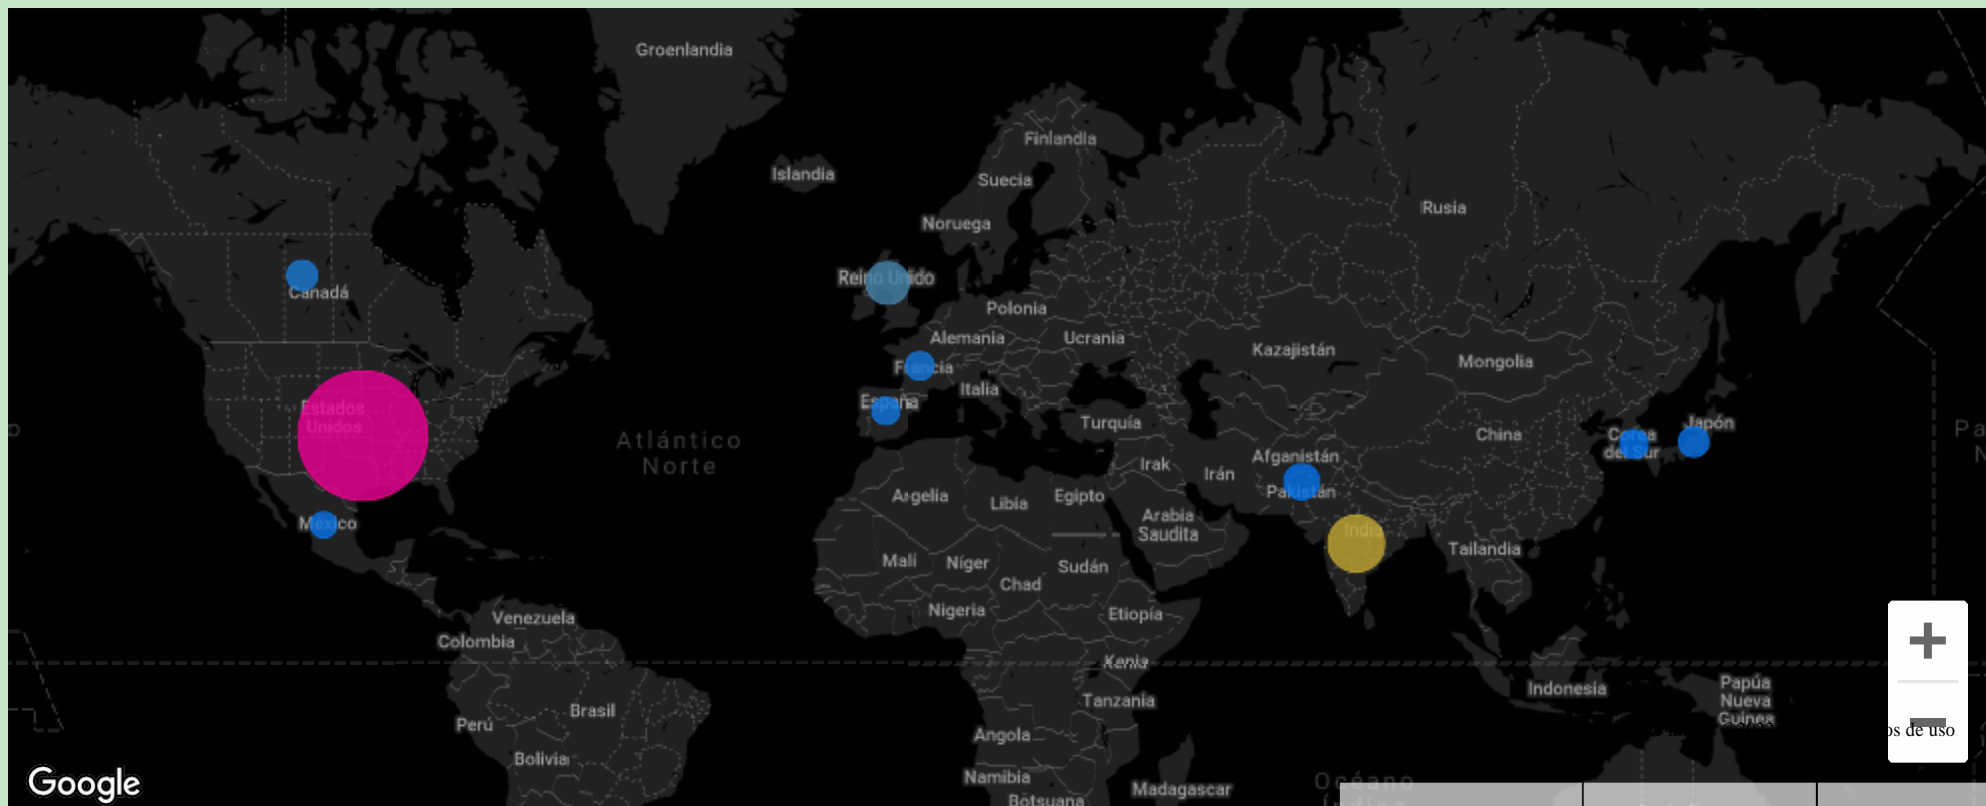 Groenlandia
Finlandia
Islandia
Suecia
Rusia
Noruega
Reino Unido
Canadá
Polonia
Alemania
Ucrania
Kazajistán
Mongolia
Francia
Italia
España
Estados
Unidos
Turquía
Japón
China
Corea
del Sur
Atlántico
Norte
Afganistán
Irak
Irán
Pakistán
Argelia
Libia
Egipto
Arabia
Saudita
México
India
Tailandia
Malí
Níger
Sudán
Chad
Nigeria
Etiopía
Venezuela
Colombia
Kenia
Indonesia
Papúa
Nueva
Guinea
Tanzania
Brasil
Perú
Angola
os de uso
Bolivia
Namibia
Madagascar
Océano
Botsuana
Google